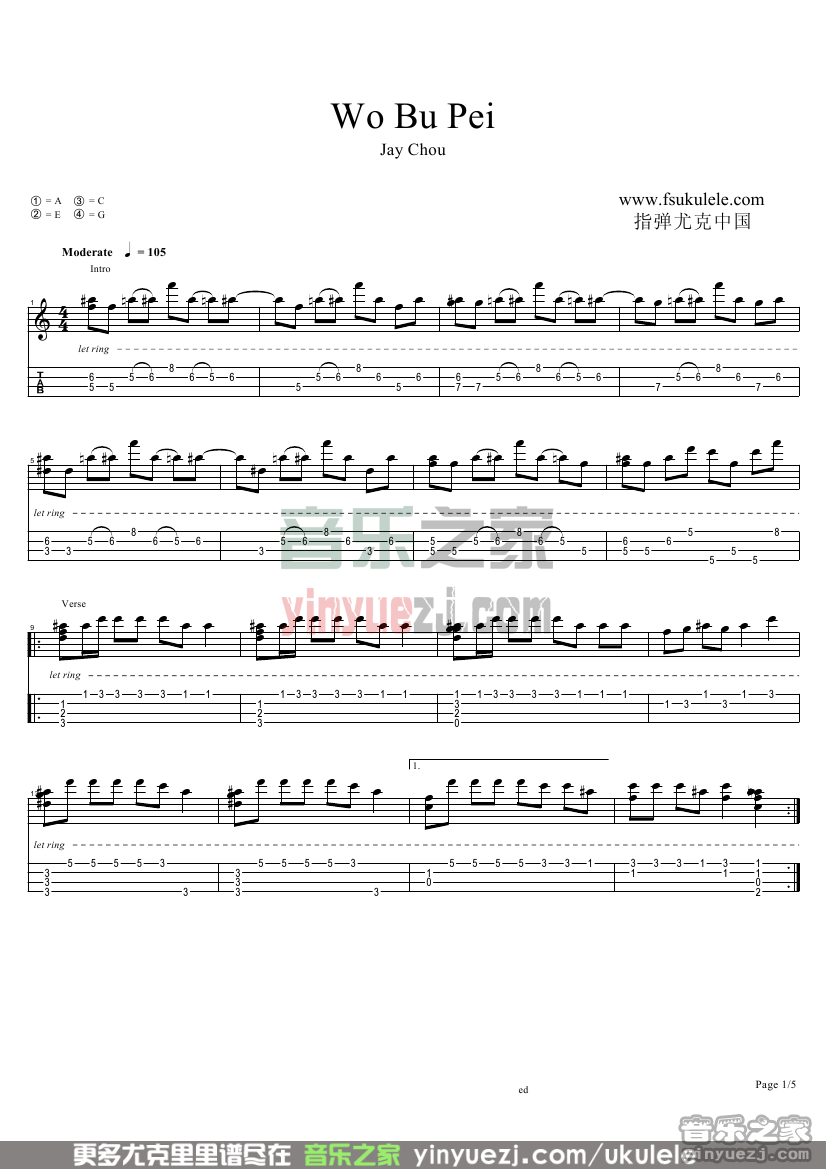 Wo Bu Pei
Jay Chou
① = A ③ = C
② = E ④ = G
www.fsukulele.com
指弹尤克中国
Moderate ♩ = 105
Intro
1
4
4
let ring
T
A
B
6 5 5 5 6 8 6 5 6 5 5 6 8 6 5 6
6 7 7 5 6 8 6 5 6 7 5 6 8 6 7 6
5
let ring
6 3 3 5 6 8 6 5 6 3 5 6 8 6 3 6
5 5 5 6 8 6 5 6 5 6 5 5 6 5 5 5 5 8
音乐之家
yinyuezj.com
Verse
9
let ring
1 2 3 1 3 3 3 3 1 1
1 2 3 1 3 3 3 3 1 1
1 3 2 0 1 3 3 3 3 1 1 1
1 3 1 3 1 3
1.
13
let ring
3 3 3 5 5 5 5 3 3
3 3 3 5 5 5 5 3 3
1 0 5 5 5 5 3 3 1
3 1 3 3 1 3 1 1 1 0 2
ed
Page 1/5
音乐之家
yinyuezj.com
更多尤克里里谱尽在 音乐之家 yinyuezj.com/ukulele